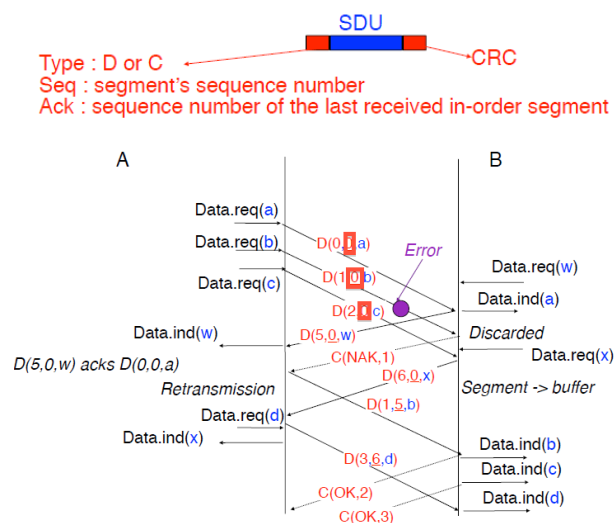 SDU
Type : D or C
CRC
Seq : segment's sequence number
Ack : sequence number of the last received in-order segment
A
B
Data.req(a)
Data.req(b)
D(0,0,a)
Error
Data.req(c)
D(1,0,b)
Data.req(w)
Data.ind(a)
D(2,0,c)
Data.ind(w)
D(5,0,w)
Discarded
D(5,0,w) acks D(0,0,a)
C(NAK,1)
Data.req(x)
Retransmission
D(6,0,x)
Segment -> buffer
D(1,5,b)
Data.req(d)
Data.ind(x)
Data.ind(b)
D(3,6,d)
Data.ind(c)
C(OK,2)
Data.ind(d)
C(OK,3)